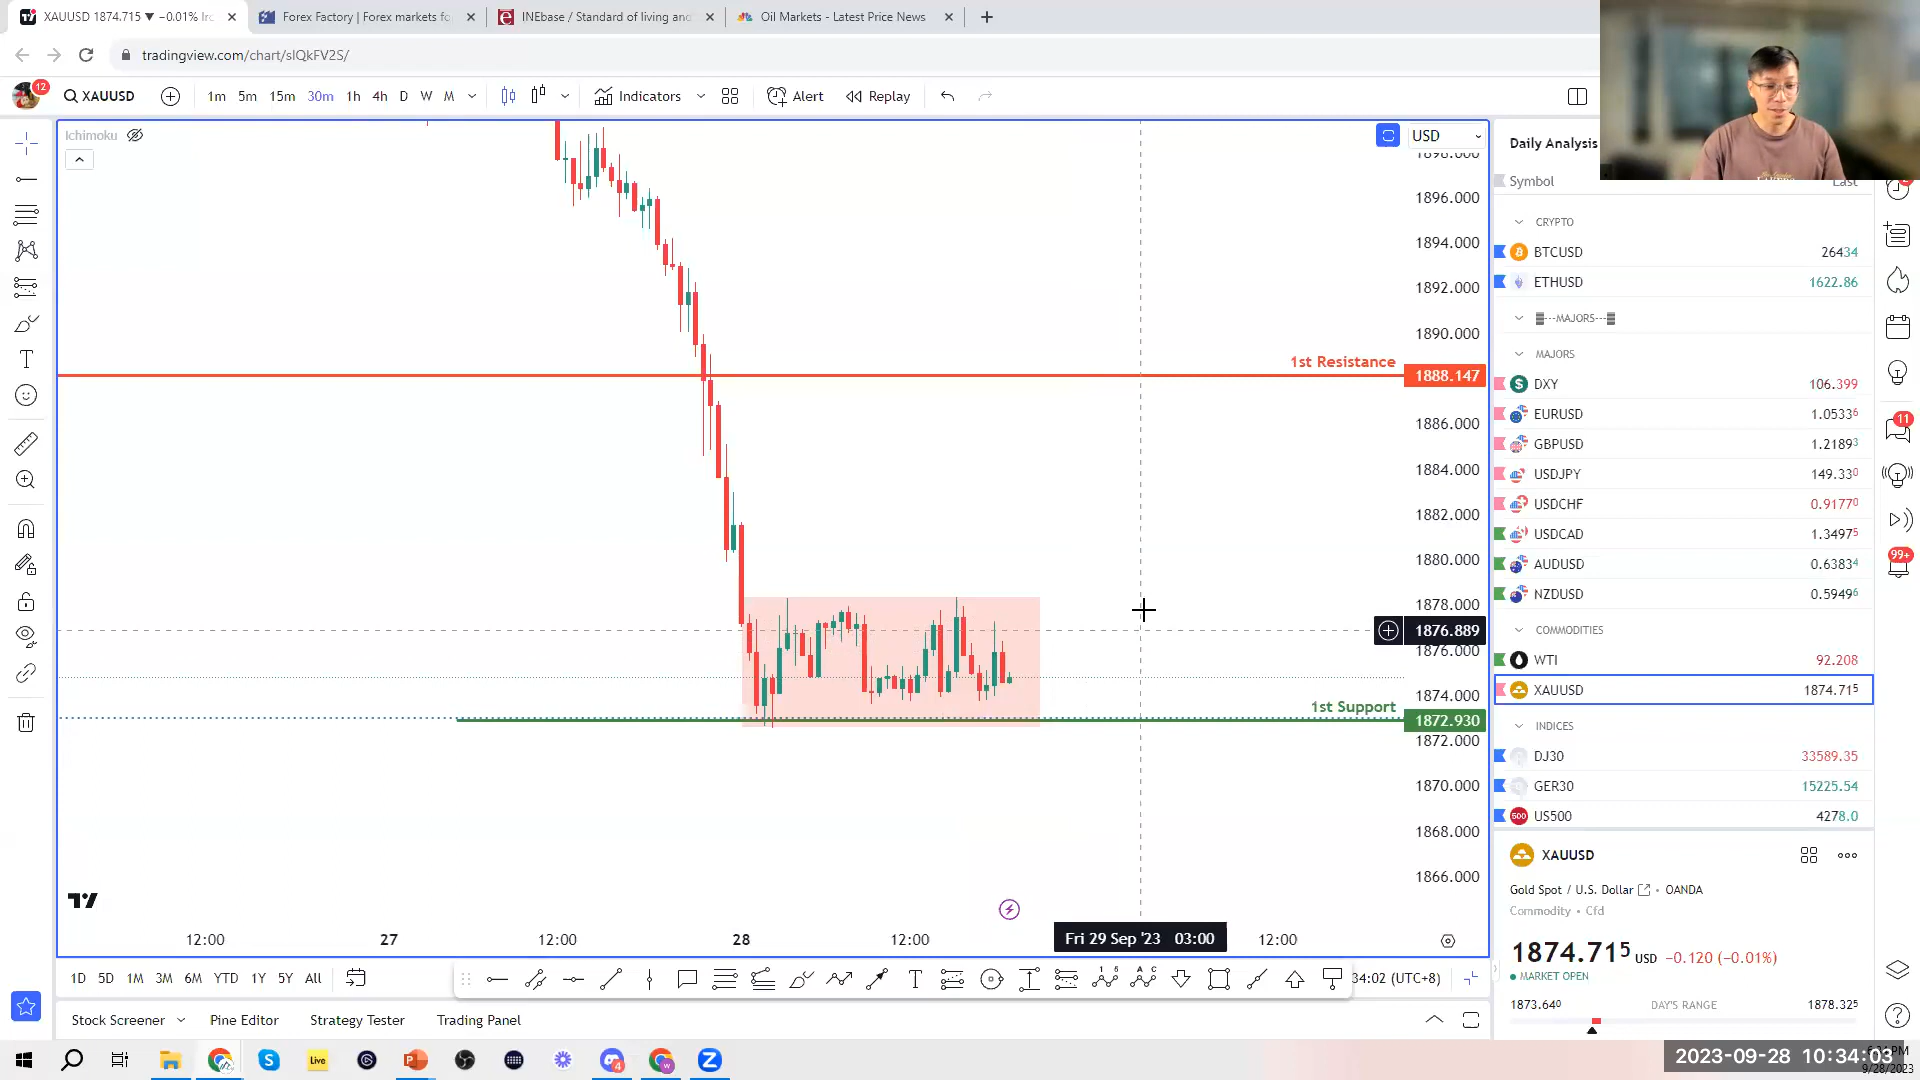 XAUUSD 1874.715 ▼ −0.01% Iro
Forex Factory | Forex markets fo
INEbase / Standard of living and
Oil Markets - Latest Price News
tradingview.com/chart/slQkFV2S/
12
XAUUSD
1m 5m 15m 30m 1h 4h D W M
Indicators
Alert
Replay
Ichimoku
USD
1898.000
1896.000
1894.000
1892.000
1890.000
1st Resistance
1888.147
1886.000
1884.000
1882.000
1880.000
1878.000
1876.889
1876.000
1874.000
1st Support
1872.930
1872.000
1870.000
1868.000
1866.000
12:00
27
12:00
28
12:00
Fri 29 Sep '23 03:00
12:00
1D 5D 1M 3M 6M YTD 1Y 5Y All
34:02 (UTC+8)
Stock Screener
Pine Editor
Strategy Tester
Trading Panel
Daily Analysis
Symbol
Last
CRYPTO
BTCUSD 26434
ETHUSD 1622.86
---MAJORS---
MAJORS
DXY 106.399
EURUSD 1.05336
GBPUSD 1.21893
USDJPY 149.330
USDCHF 0.91770
USDCAD 1.34975
AUDUSD 0.63834
NZDUSD 0.59496
COMMODITIES
WTI 92.208
XAUUSD 1874.715
INDICES
DJ30 33589.35
GER30 15225.54
US500 4278.0
XAUUSD
Gold Spot / U.S. Dollar • OANDA
Commodity • Cfd
1874.715 USD −0.120 (−0.01%)
MARKET OPEN
1873.640 DAY'S RANGE 1878.325
11
99+
500
Live
4
2023-09-28 10:34:03
9/28/2023